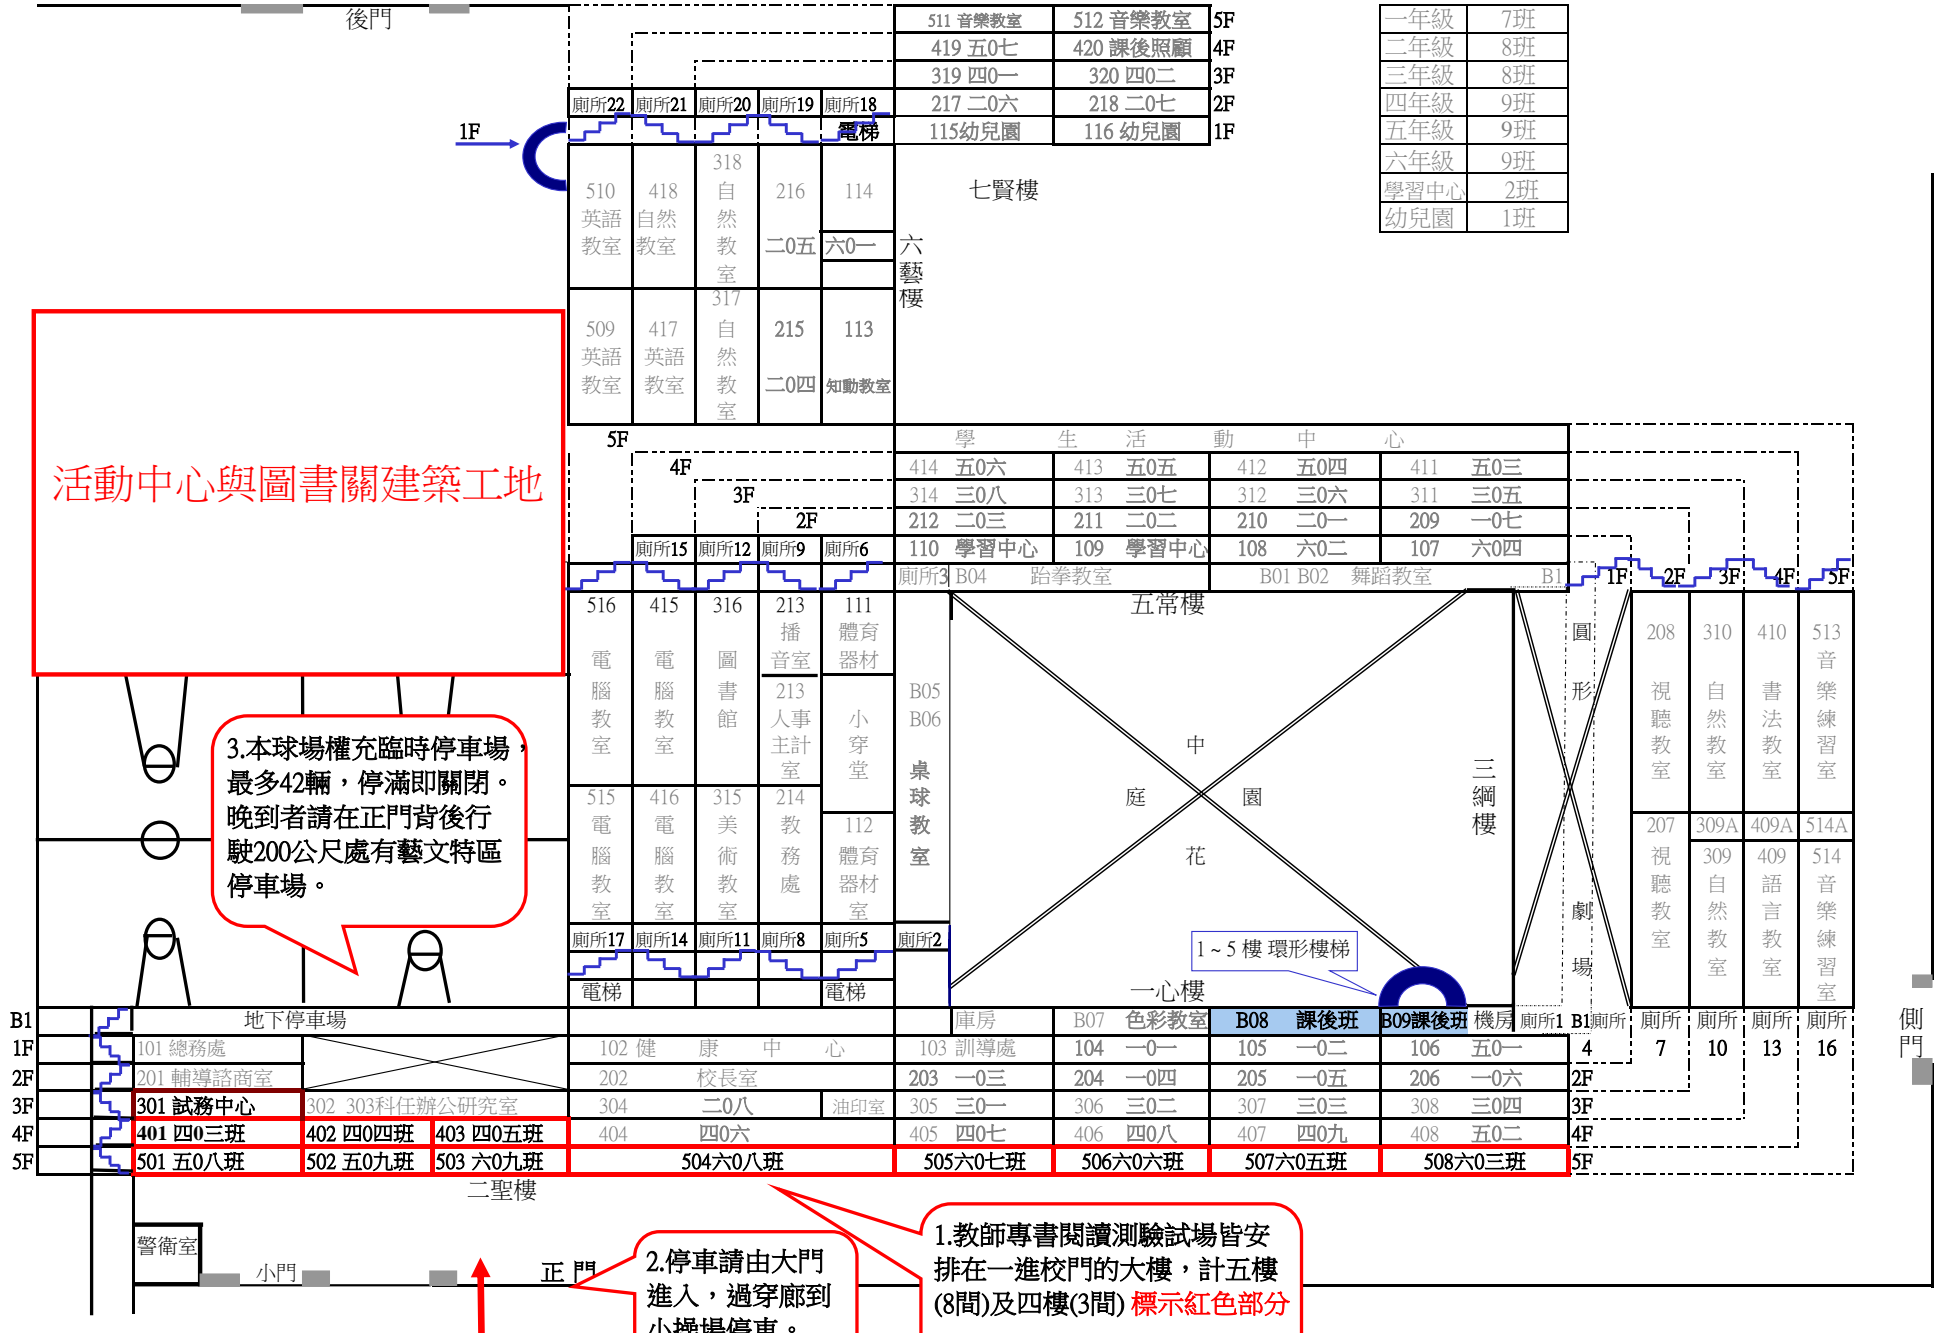 後門
511 音樂教室 512 音樂教室 5F
419 五0七 420 課後照顧 4F
319 四0一 320 四0二 3F
217 二0六 218 二0七 2F
115幼兒園 116 幼兒園 1F
一年級 7班
二年級 8班
三年級 8班
四年級 9班
五年級 9班
六年級 9班
學習中心 2班
幼兒園 1班
廁所22 廁所21 廁所20 廁所19 廁所18
電梯
1F
510 英語教室
418 自然教室
318 自然教室
216 二0五
114 六0一
七賢樓
六藝樓
509 英語教室
417 英語教室
317 自然教室
215 二0四
113 知動教室
活動中心與圖書關建築工地
5F
4F
3F
2F
學生活動中心
414 五0六 413 五0五 412 五0四 411 五0三
314 三0八 313 三0七 312 三0六 311 三0五
212 二0三 211 二0二 210 二0一 209 一0七
110 學習中心 109 學習中心 108 六0二 107 六0四
廁所15 廁所12 廁所9 廁所6
廁所3 B04 跆拳教室 B01 B02 舞蹈教室 B1
1F 2F 3F 4F 5F
五常樓
516 電腦教室
415 電腦教室
316 圖書館
213 播音室
213 人事主計室
111 體育器材
小穿堂
515 電腦教室
416 電腦教室
315 美術教室
214 教務處
112 體育器材室
B05 B06 桌球教室
中庭花園
三綱樓
圓形劇場
208 視聽教室
310 自然教室
410 書法教室
513 音樂練習室
207 視聽教室
309A 409A 514A
309 自然教室
409 語言教室
514 音樂練習室
3.本球場權充臨時停車場，
最多42輛，停滿即關閉。
晚到者請在正門背後行
駛200公尺處有藝文特區
停車場。
廁所17 廁所14 廁所11 廁所8 廁所5 廁所2
電梯 電梯
1 ~ 5 樓 環形樓梯
一心樓
B1 地下停車場 庫房 B07 色彩教室 B08 課後班 B09課後班 機房 廁所1 B1廁所4 廁所7 廁所10 廁所13 廁所16
側門
1F 101 總務處 102 健康中心 103 訓導處 104 一0一 105 一0二 106 五0一
2F 201 輔導諮商室 202 校長室 203 一0三 204 一0四 205 一0五 206 一0六 2F
3F 301 試務中心 302 303科任辦公研究室 304 二0八 油印室 305 三0一 306 三0二 307 三0三 308 三0四 3F
4F 401 四0三班 402 四0四班 403 四0五班 404 四0六 405 四0七 406 四0八 407 四0九 408 五0二 4F
5F 501 五0八班 502 五0九班 503 六0九班 504六0八班 505六0七班 506六0六班 507六0五班 508六0三班 5F
二聖樓
警衛室
小門
正 門
2.停車請由大門
進入，過穿廊到
小操場停車。
1.教師專書閱讀測驗試場皆安
排在一進校門的大樓，計五樓
(8間)及四樓(3間) 標示紅色部分